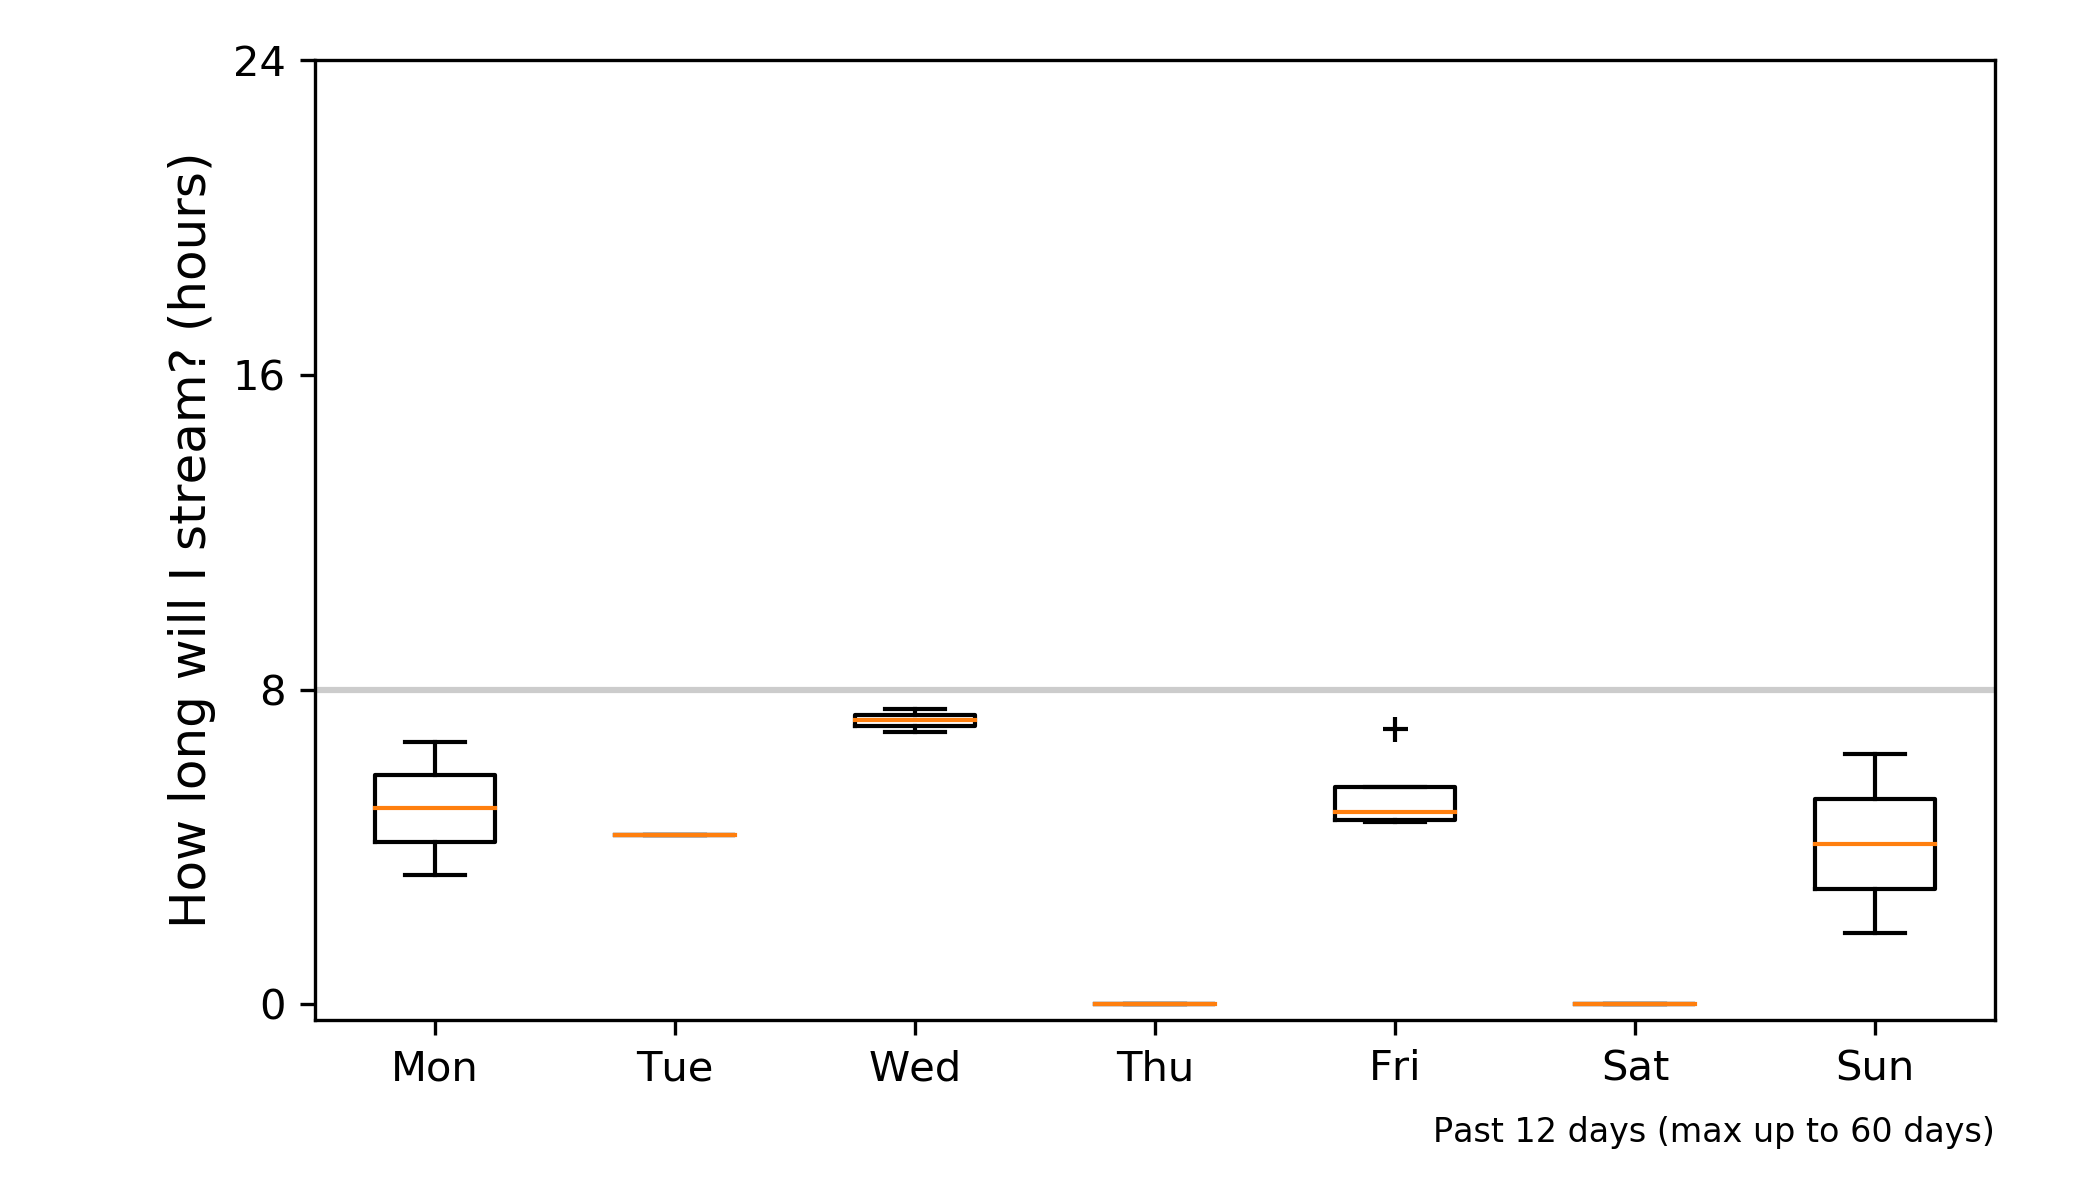 How long will I stream? (hours)
24
16
8
0
Mon Tue Wed Thu Fri Sat Sun
Past 12 days (max up to 60 days)